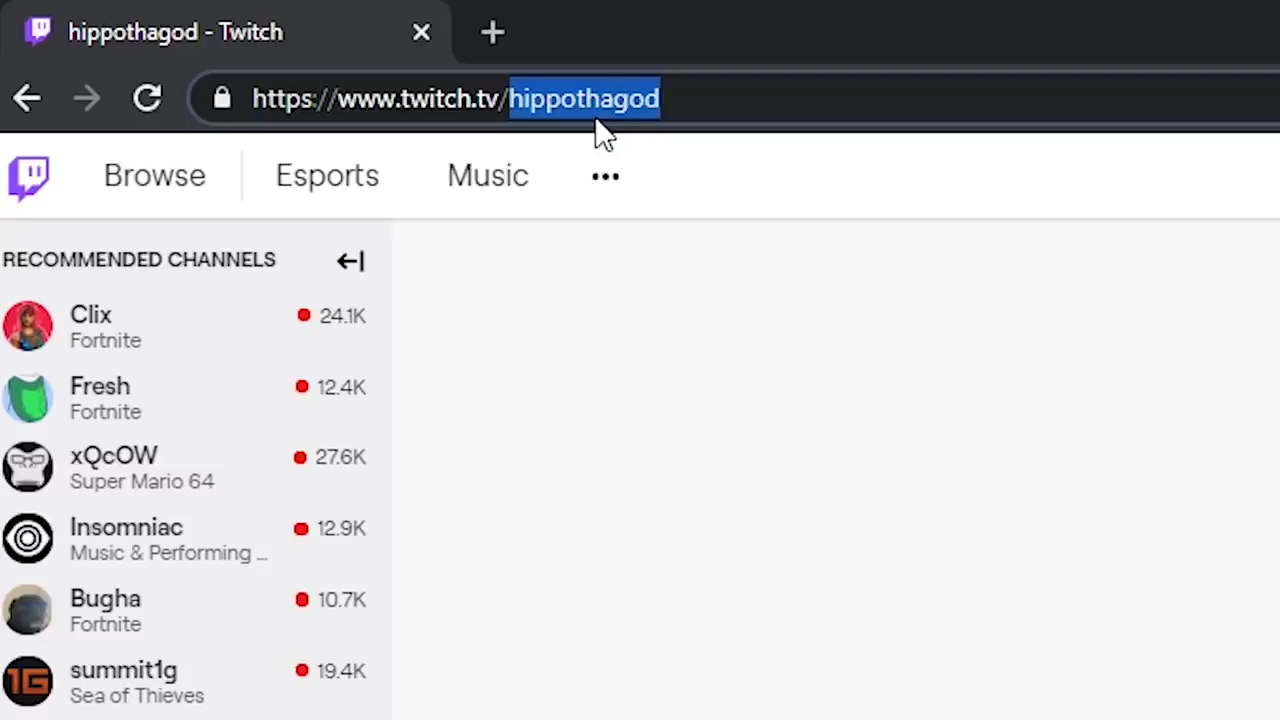 hippothagod - Twitch
https://www.twitch.tv/hippothagod
Browse Esports Music
RECOMMENDED CHANNELS
Clix 24.1K
Fortnite
Fresh 12.4K
Fortnite
xQcOW 27.6K
Super Mario 64
Insomniac 12.9K
Music & Performing ...
Bugha 10.7K
Fortnite
summit1g 19.4K
1G
Sea of Thieves